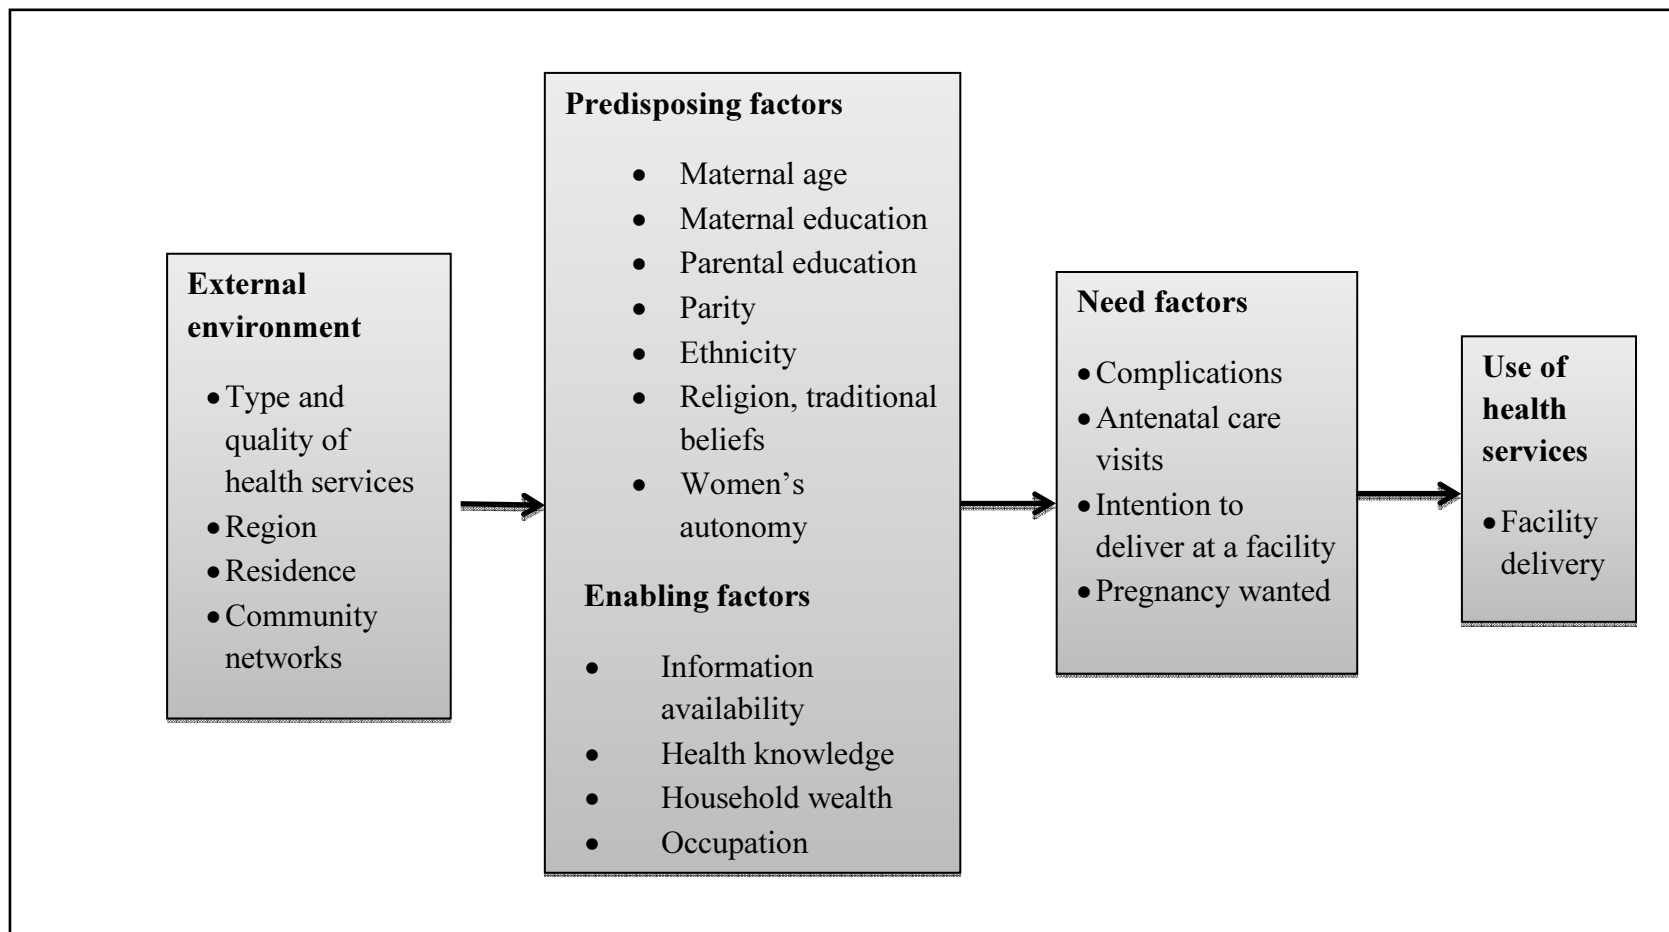 External
environment
• Type and
quality of
health services
• Region
• Residence
• Community
networks
Predisposing factors
• Maternal age
• Maternal education
• Parental education
• Parity
• Ethnicity
• Religion, traditional
beliefs
• Women’s
autonomy
Enabling factors
• Information
availability
• Health knowledge
• Household wealth
• Occupation
Need factors
• Complications
• Antenatal care
visits
• Intention to
deliver at a facility
• Pregnancy wanted
Use of
health
services
• Facility
delivery